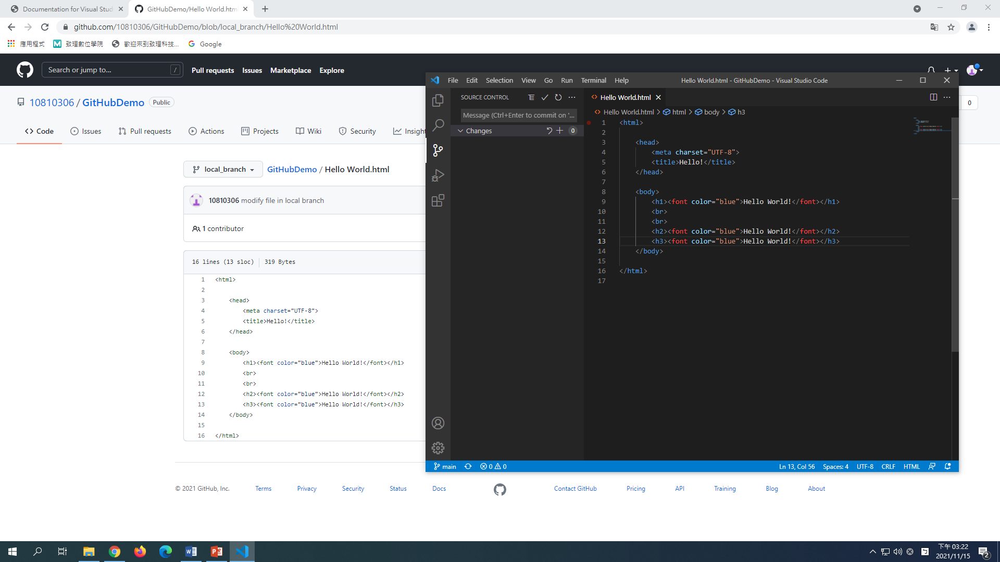 Documentation for Visual Stud
GitHubDemo/Hello World.html
github.com/10810306/GitHubDemo/blob/local_branch/Hello%20World.html
應用程式
致理數位學院
歡迎來到致理科技...
Google
Search or jump to...
/
Pull requests
Issues
Marketplace
Explore
10810306 / GitHubDemo
Public
0
Code
Issues
Pull requests
Actions
Projects
Wiki
Security
Insight
local_branch
GitHubDemo / Hello World.html
10810306 modify file in local branch
1 contributor
16 lines (13 sloc)
319 Bytes
1 <html>
2
3 <head>
4 <meta charset="UTF-8">
5 <title>Hello!</title>
6 </head>
7
8 <body>
9 <h1><font color="blue">Hello World!</font></h1>
10 <br>
11 <br>
12 <h2><font color="blue">Hello World!</font></h2>
13 <h3><font color="blue">Hello World!</font></h3>
14 </body>
15
16 </html>
File Edit Selection View Go Run Terminal Help
Hello World.html - GitHubDemo - Visual Studio Code
SOURCE CONTROL
Message (Ctrl+Enter to commit on '...
Changes
0
Hello World.html
Hello World.html > html > body > h3
1 <html>
2
3 <head>
4 <meta charset="UTF-8">
5 <title>Hello!</title>
6 </head>
7
8 <body>
9 <h1><font color="blue">Hello World!</font></h1>
10 <br>
11 <br>
12 <h2><font color="blue">Hello World!</font></h2>
13 <h3><font color="blue">Hello World!</font></h3>
14 </body>
15
16 </html>
17
main
0
0
Ln 13, Col 56
Spaces: 4
UTF-8
CRLF
HTML
© 2021 GitHub, Inc.
Terms
Privacy
Security
Status
Docs
Contact GitHub
Pricing
API
Training
Blog
About
下午 03:22
2021/11/15
2